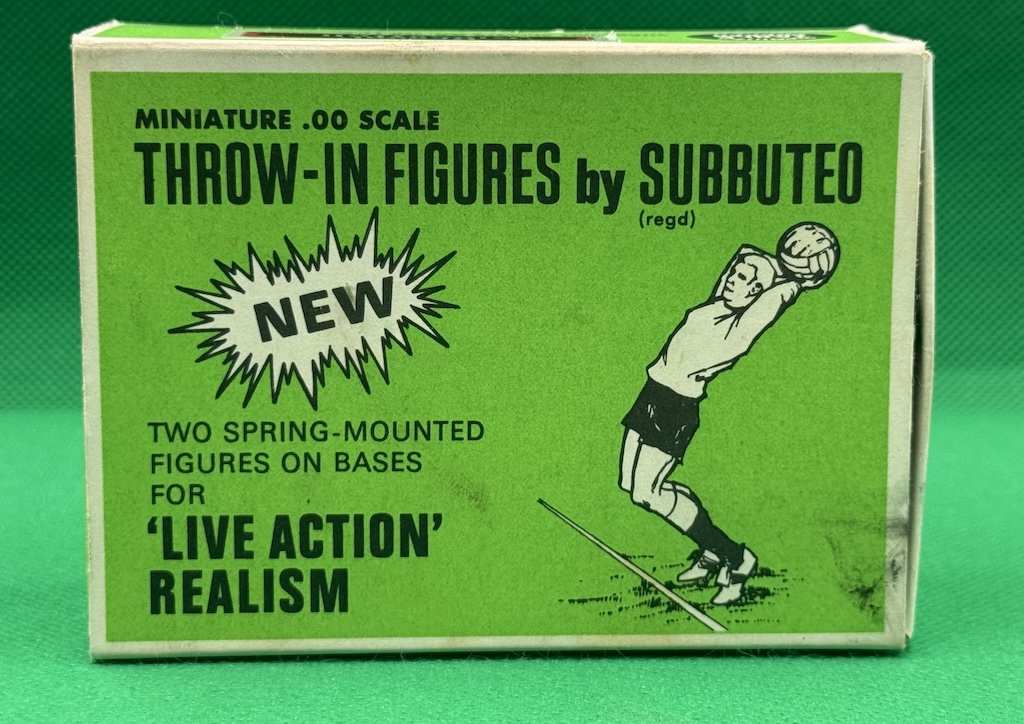 MINIATURE .00 SCALE
THROW-IN FIGURES by SUBBUTEO
(regd)
NEW
TWO SPRING-MOUNTED
FIGURES ON BASES
FOR
‘LIVE ACTION’
REALISM